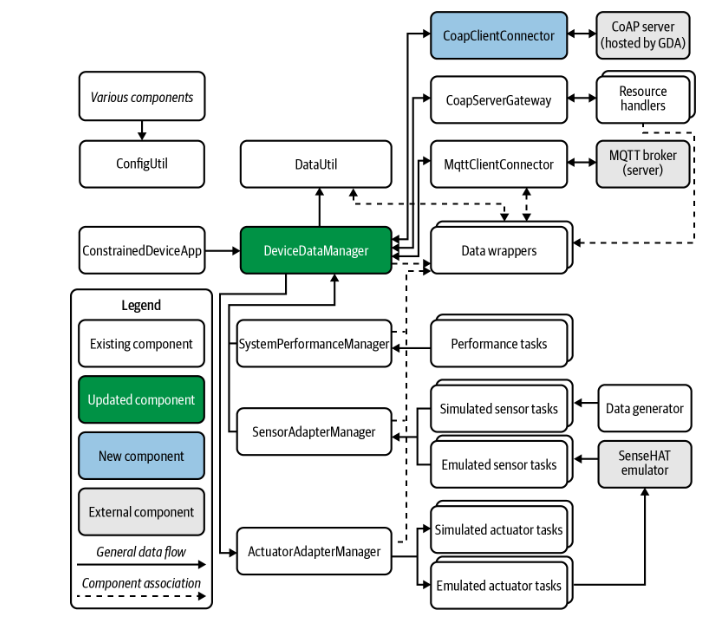 CoapClientConnector
CoAP server
(hosted by GDA)
Various components
CoapServerGateway
Resource
handlers
ConfigUtil
DataUtil
MqttClientConnector
MQTT broker
(server)
ConstrainedDeviceApp
DeviceDataManager
Data wrappers
Legend
Existing component
Updated component
New component
External component
General data flow
Component association
SystemPerformanceManager
Performance tasks
SensorAdapterManager
Simulated sensor tasks
Data generator
Emulated sensor tasks
SenseHAT
emulator
ActuatorAdapterManager
Simulated actuator tasks
Emulated actuator tasks